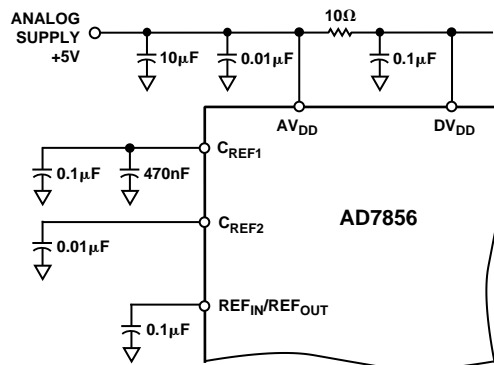 ANALOG
SUPPLY
+5V
10µF
0.01µF
10Ω
0.1µF
AVDD
DVDD
CREF1
0.1µF
470nF
CREF2
0.01µF
AD7856
REFIN/REFOUT
0.1µF